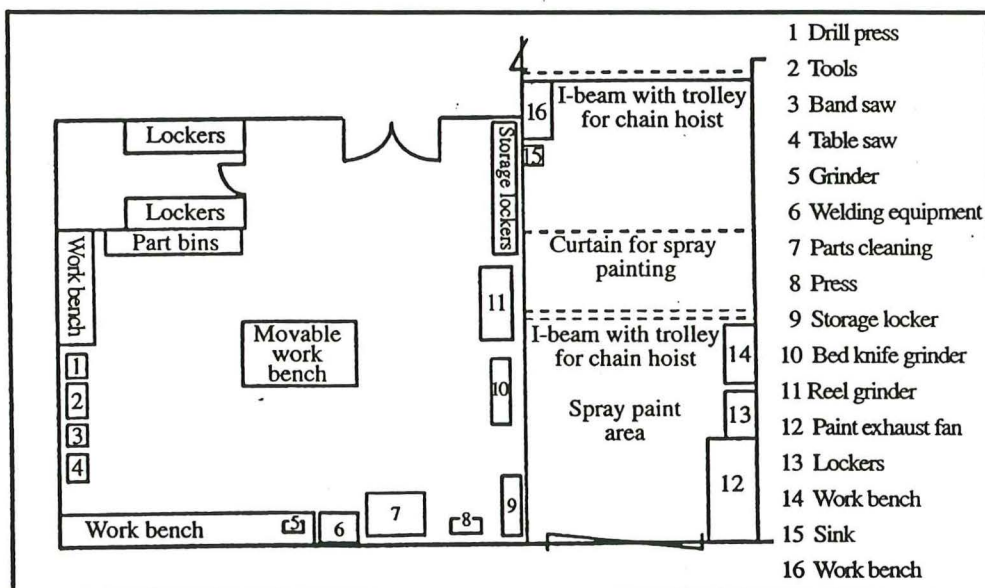 Lockers
Lockers
Part bins
Work bench
1
2
3
4
Work bench
5
6
7
8
9
10
11
Storage lockers
Movable
work
bench
16
15
I-beam with trolley
for chain hoist
Curtain for spray
painting
I-beam with trolley
for chain hoist
Spray paint
area
14
13
12
1 Drill press
2 Tools
3 Band saw
4 Table saw
5 Grinder
6 Welding equipment
7 Parts cleaning
8 Press
9 Storage locker
10 Bed knife grinder
11 Reel grinder
12 Paint exhaust fan
13 Lockers
14 Work bench
15 Sink
16 Work bench